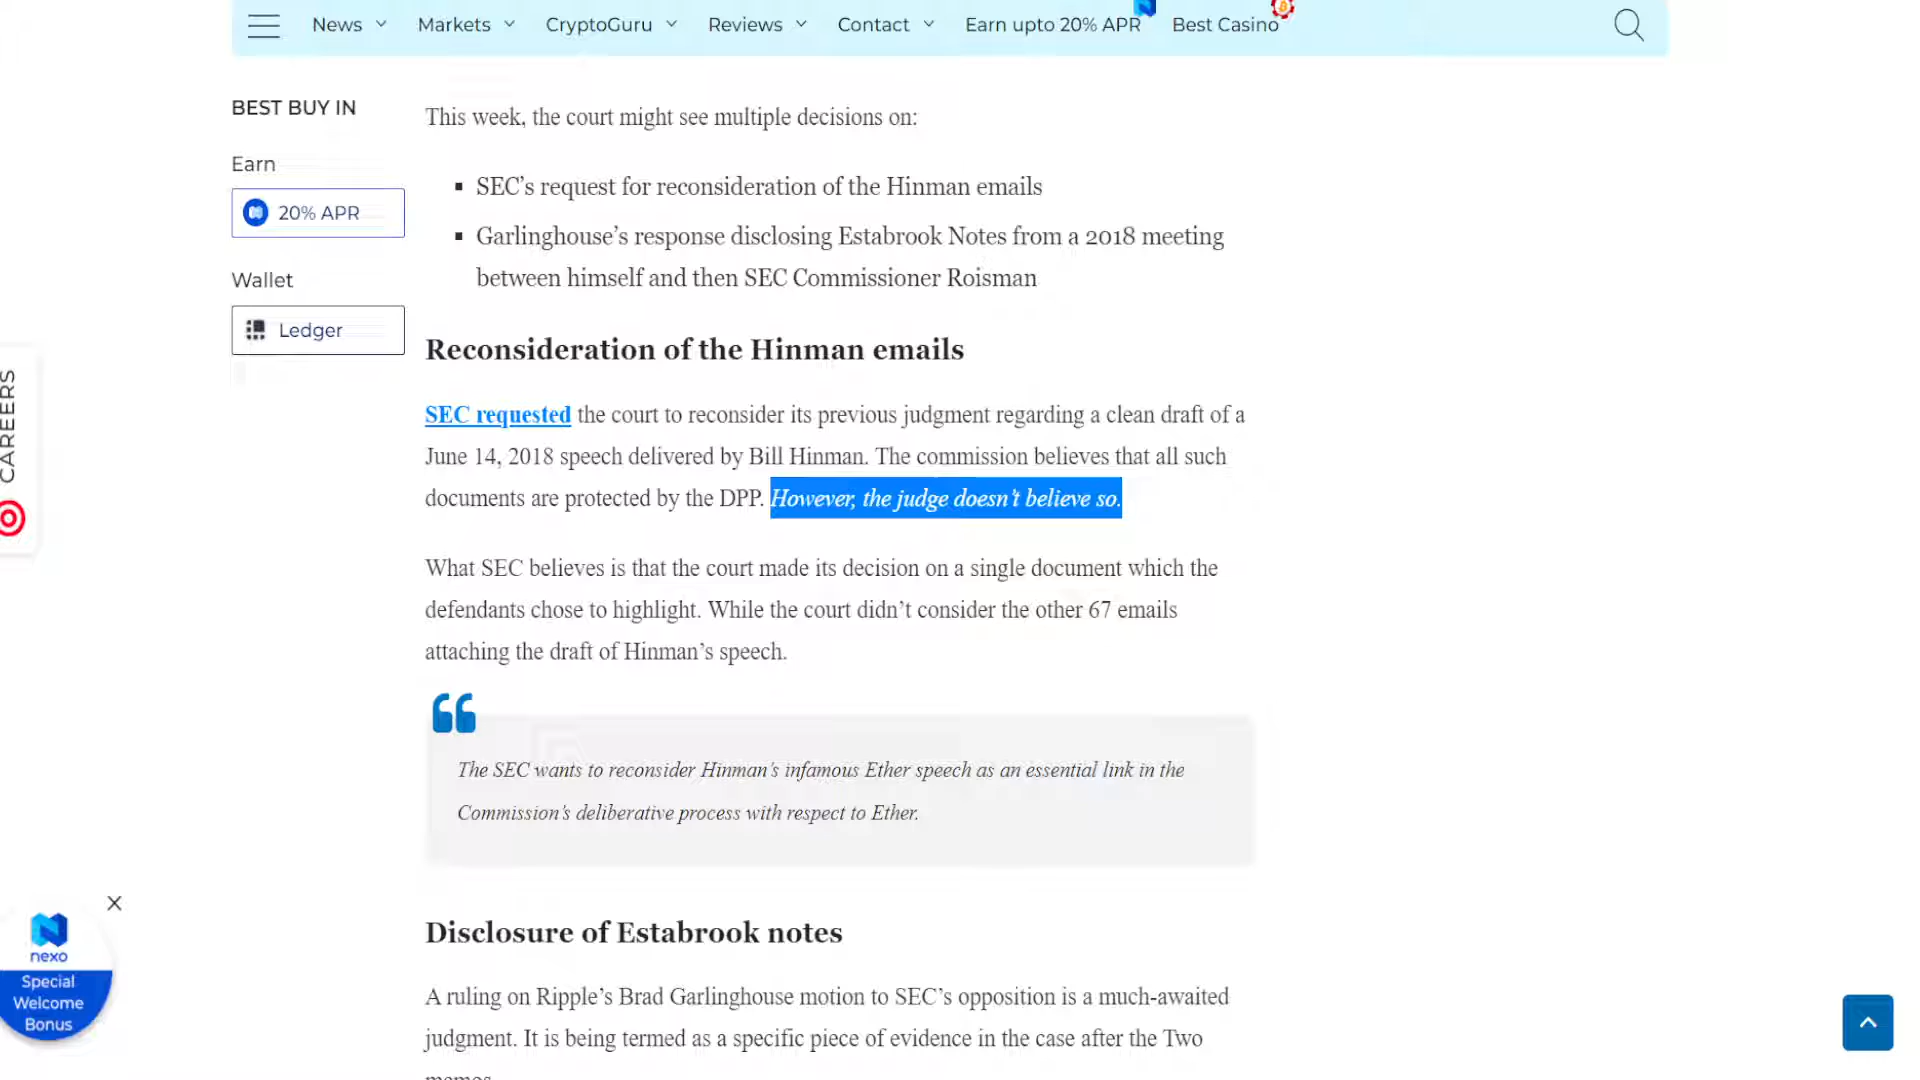 News
Markets
CryptoGuru
Reviews
Contact
Earn upto 20% APR
Best Casino
BEST BUY IN
Earn
20% APR
Wallet
Ledger
CAREERS
This week, the court might see multiple decisions on:
▪ SEC’s request for reconsideration of the Hinman emails
▪ Garlinghouse’s response disclosing Estabrook Notes from a 2018 meeting
between himself and then SEC Commissioner Roisman
Reconsideration of the Hinman emails
SEC requested the court to reconsider its previous judgment regarding a clean draft of a
June 14, 2018 speech delivered by Bill Hinman. The commission believes that all such
documents are protected by the DPP. However, the judge doesn’t believe so.
What SEC believes is that the court made its decision on a single document which the
defendants chose to highlight. While the court didn’t consider the other 67 emails
attaching the draft of Hinman’s speech.
The SEC wants to reconsider Hinman’s infamous Ether speech as an essential link in the
Commission’s deliberative process with respect to Ether.
Disclosure of Estabrook notes
A ruling on Ripple’s Brad Garlinghouse motion to SEC’s opposition is a much-awaited
judgment. It is being termed as a specific piece of evidence in the case after the Two
memos
nexo
Special
Welcome
Bonus